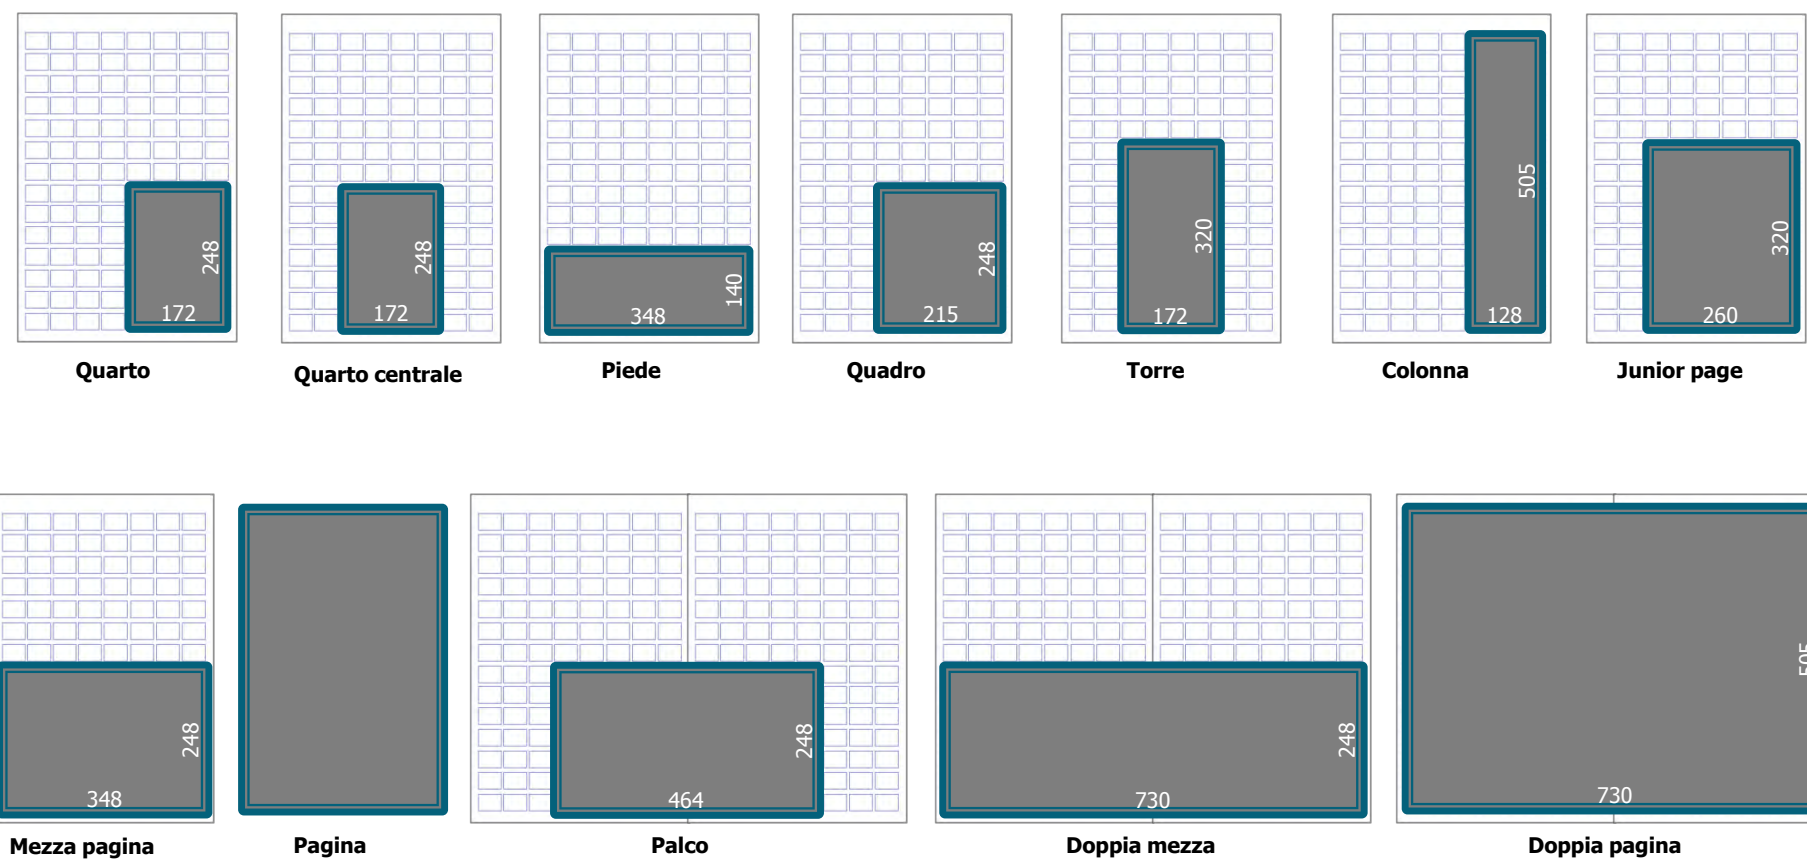 248
172
Quarto
248
172
Quarto centrale
140
348
Piede
248
215
Quadro
320
172
Torre
505
128
Colonna
320
260
Junior page
248
348
Mezza pagina
Pagina
248
464
Palco
248
730
Doppia mezza
505
730
Doppia pagina